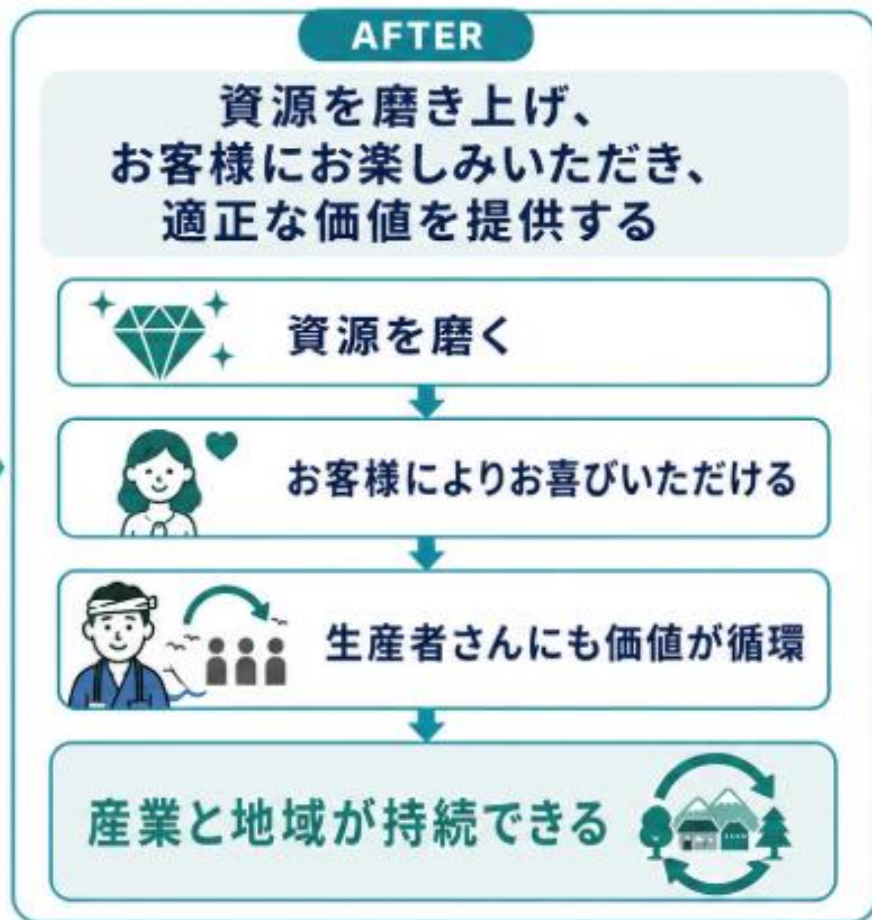 AFTER
資源を磨き上げ、
お客様にお楽しみいただき、
適正な価値を提供する
資源を磨く
お客様によりお喜びいただける
生産者さんにも価値が循環
産業と地域が持続できる